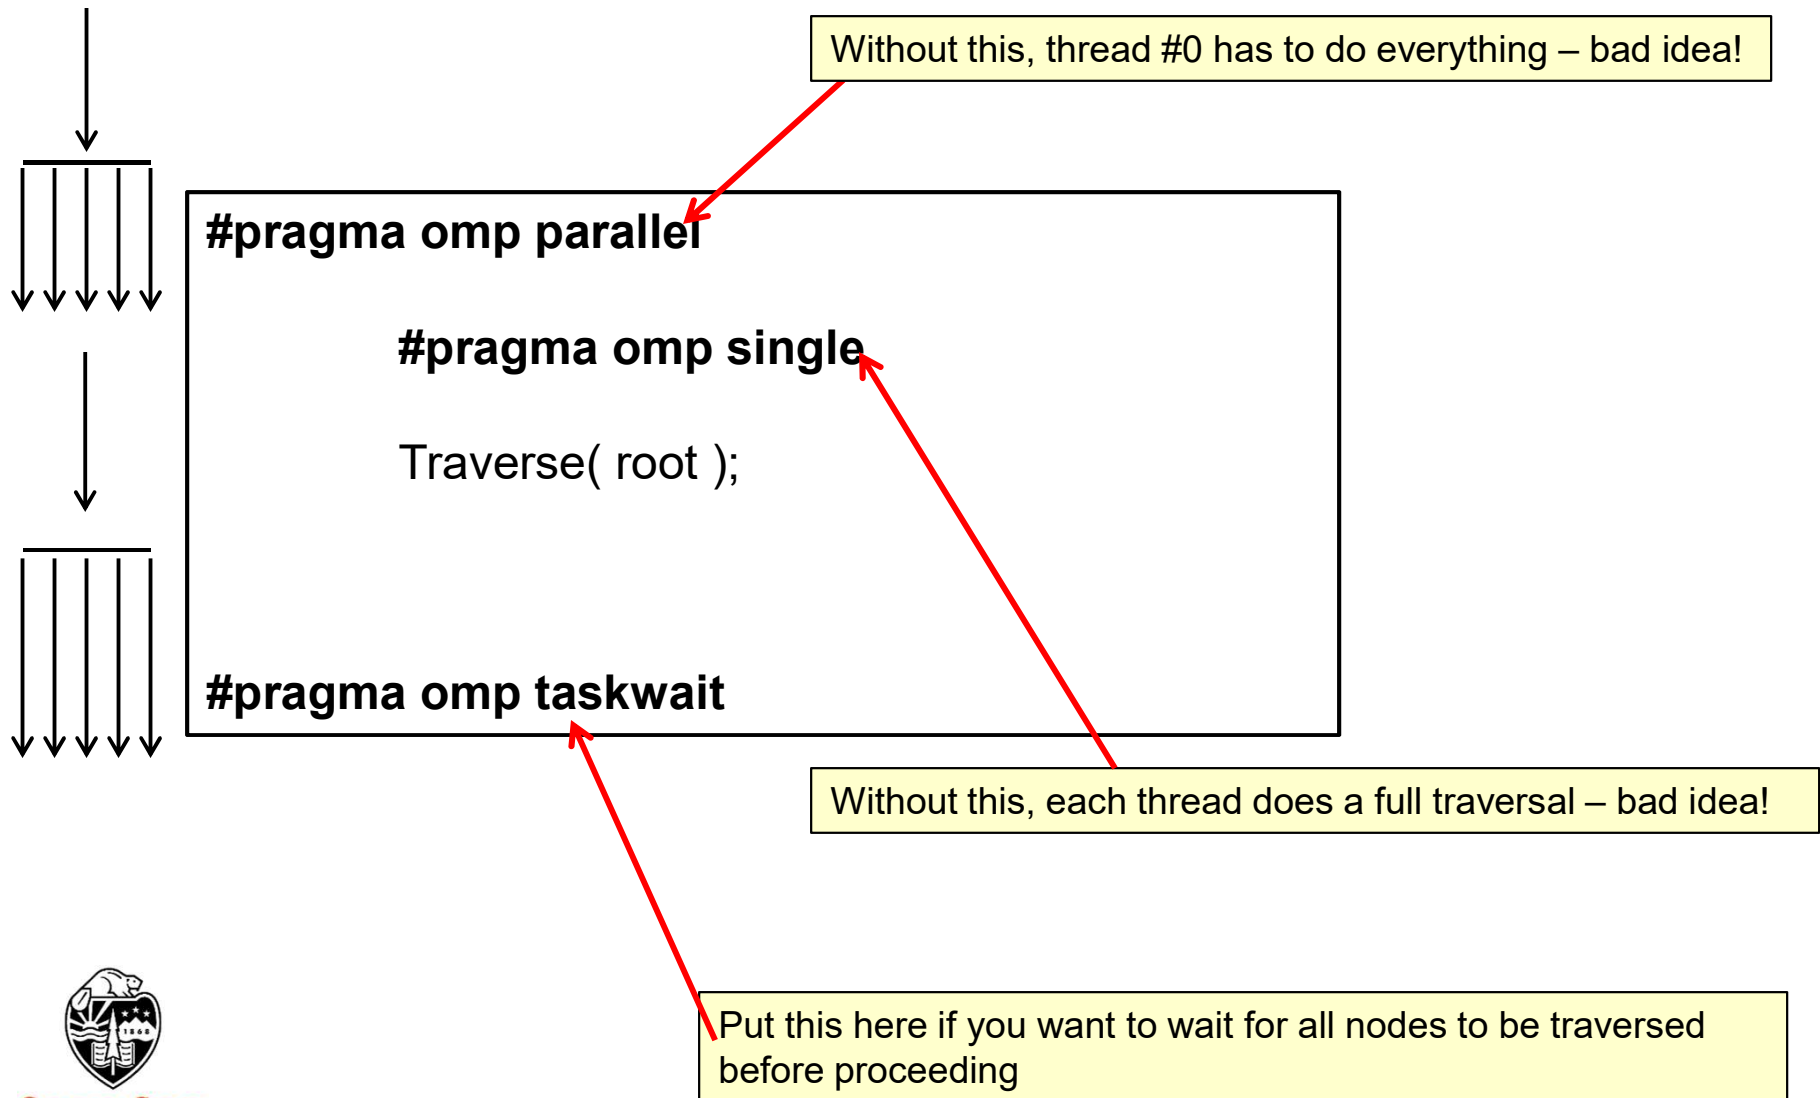 Without this, thread #0 has to do everything – bad idea!
#pragma omp parallel
#pragma omp single
Traverse( root );
#pragma omp taskwait
Without this, each thread does a full traversal – bad idea!
Put this here if you want to wait for all nodes to be traversed
before proceeding
1868